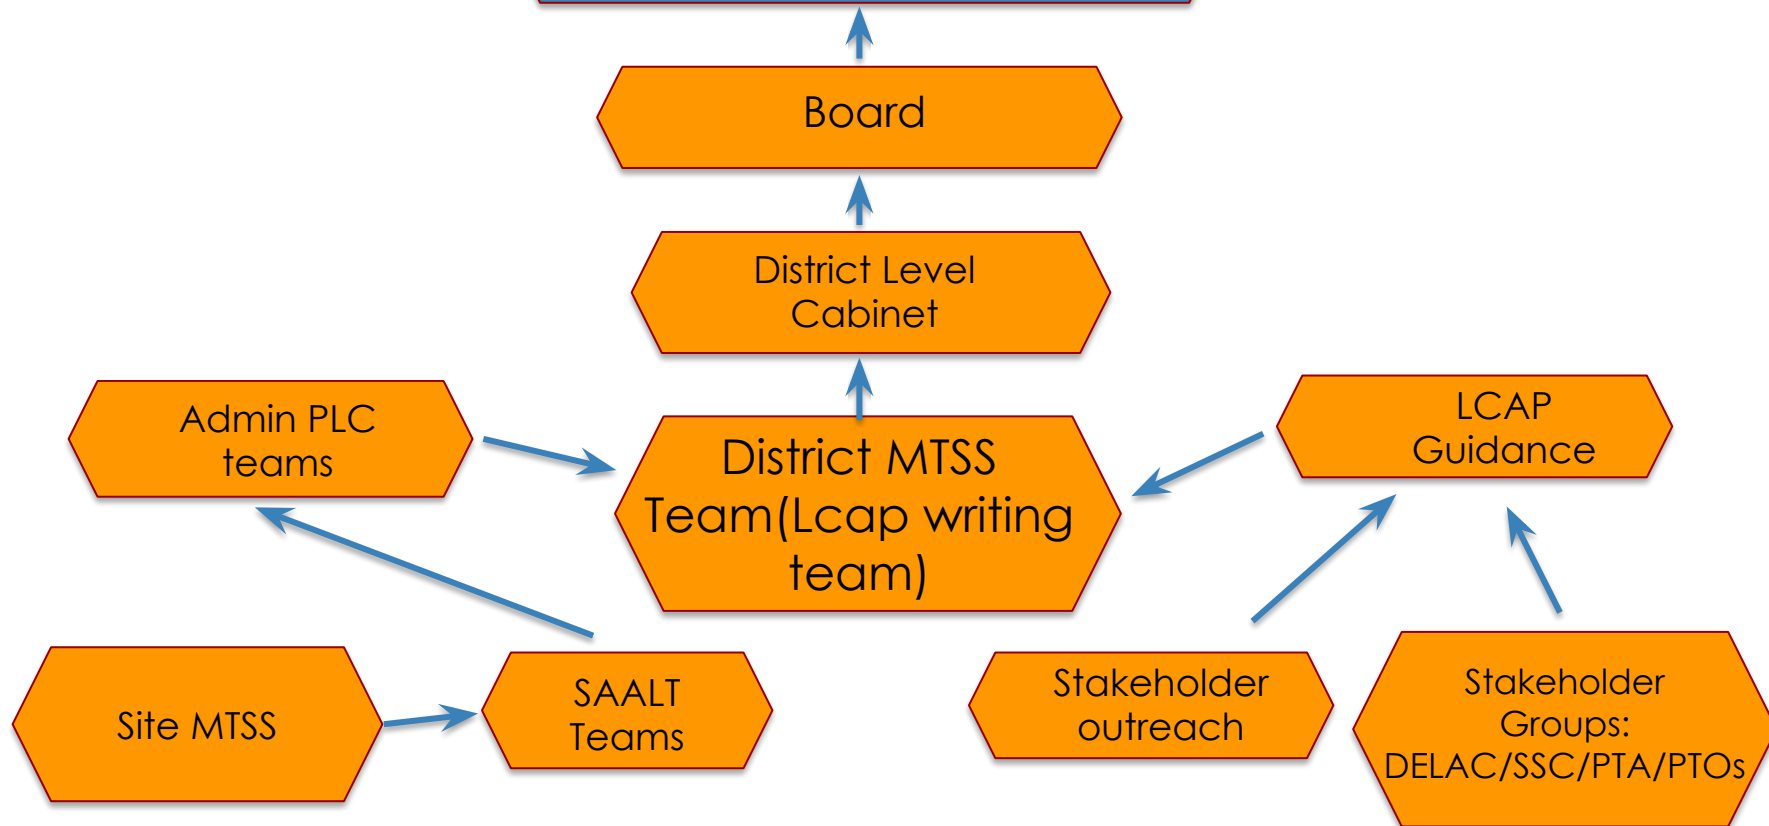 Board
District Level
Cabinet
Admin PLC
teams
District MTSS
Team(Lcap writing
team)
LCAP
Guidance
Site MTSS
SAALT
Teams
Stakeholder
outreach
Stakeholder
Groups:
DELAC/SSC/PTA/PTOs